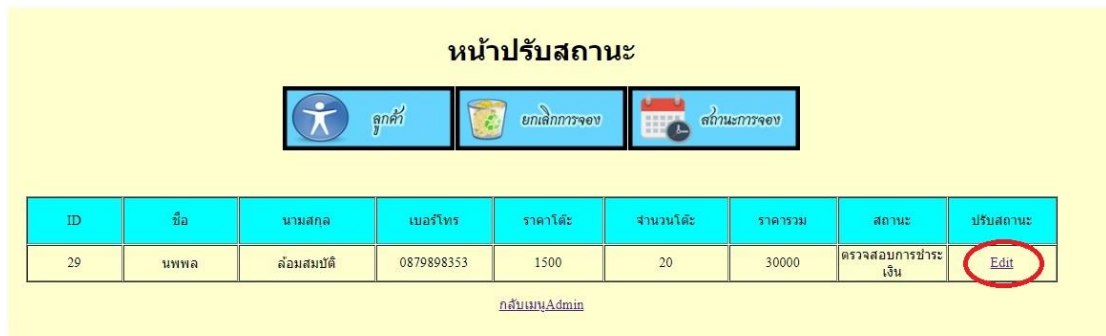 หน้าปรับสถานะ
ลูกค้า ยกเลิกการจอง สถานะการจอง
ID ชื่อ นามสกุล เบอร์โทร ราคาโต๊ะ จำนวนโต๊ะ ราคารวม สถานะ ปรับสถานะ
29 นพพล ล้อมสมบัติ 0879898353 1500 20 30000 ตรวจสอบการชำระ Edit
เงิน
กลับเมนูAdmin